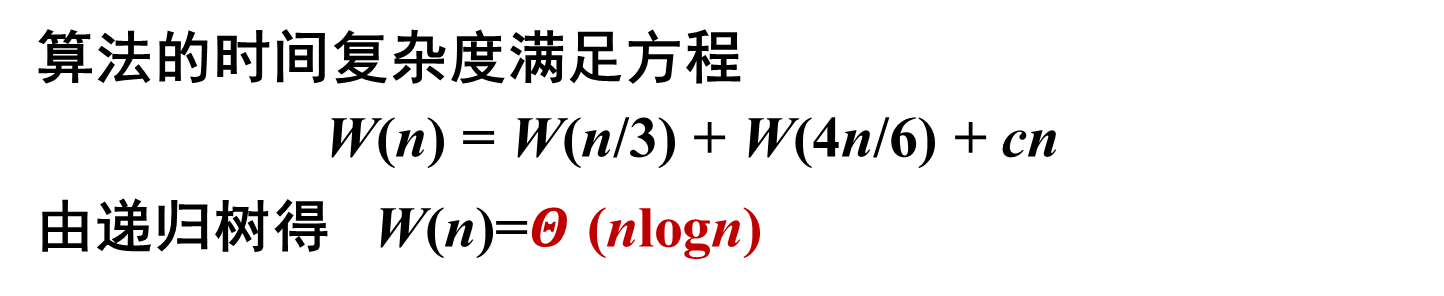 算法的时间复杂度满足方程
W(n) = W(n/3) + W(4n/6) + cn
由递归树得 W(n)=Θ (nlogn)